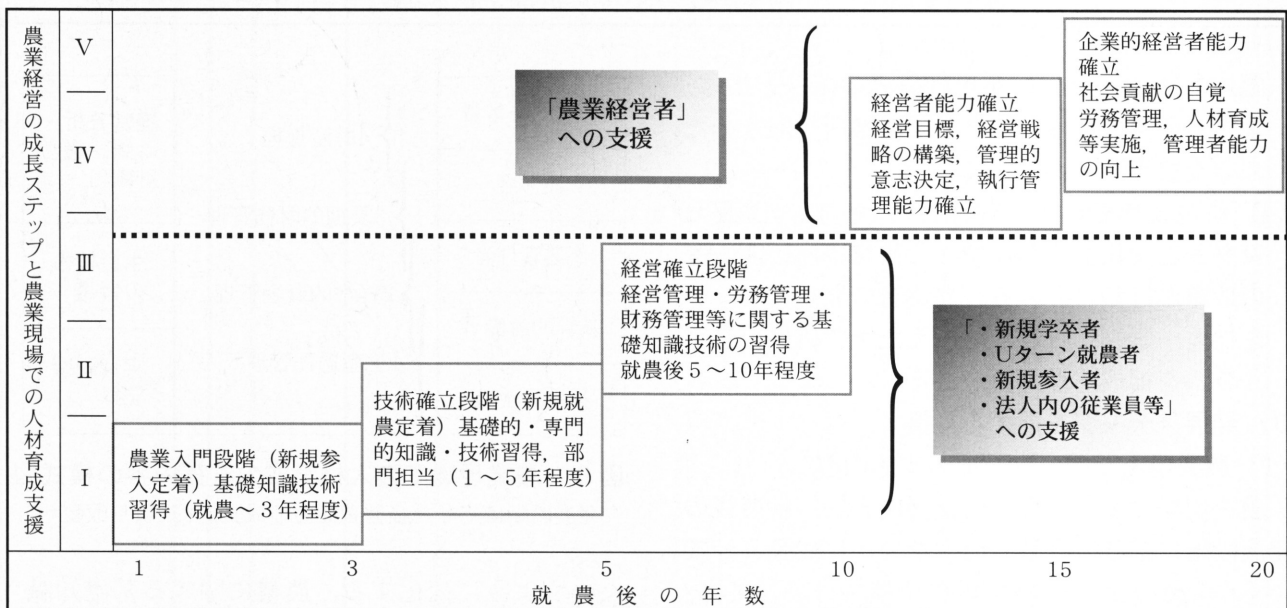 農業経営の成長ステップと農業現場での人材育成支援
Ⅴ
Ⅳ
Ⅲ
Ⅱ
Ⅰ
「農業経営者」
への支援
経営者能力確立
経営目標，経営戦
略の構築，管理的
意志決定，執行管
理能力確立
企業的経営者能力
確立
社会貢献の自覚
労務管理，人材育成
等実施，管理者能力
の向上
農業入門段階（新規参
入定着）基礎知識技術
習得（就農～３年程度）
技術確立段階（新規就
農定着）基礎的・専門
的知識・技術習得，部
門担当（１～５年程度）
経営確立段階
経営管理・労務管理・
財務管理等に関する基
礎知識技術の習得
就農後５～10年程度
「・新規学卒者
・Uターン就農者
・新規参入者
・法人内の従業員等」
への支援
1 3 5 10 15 20
就農後の年数